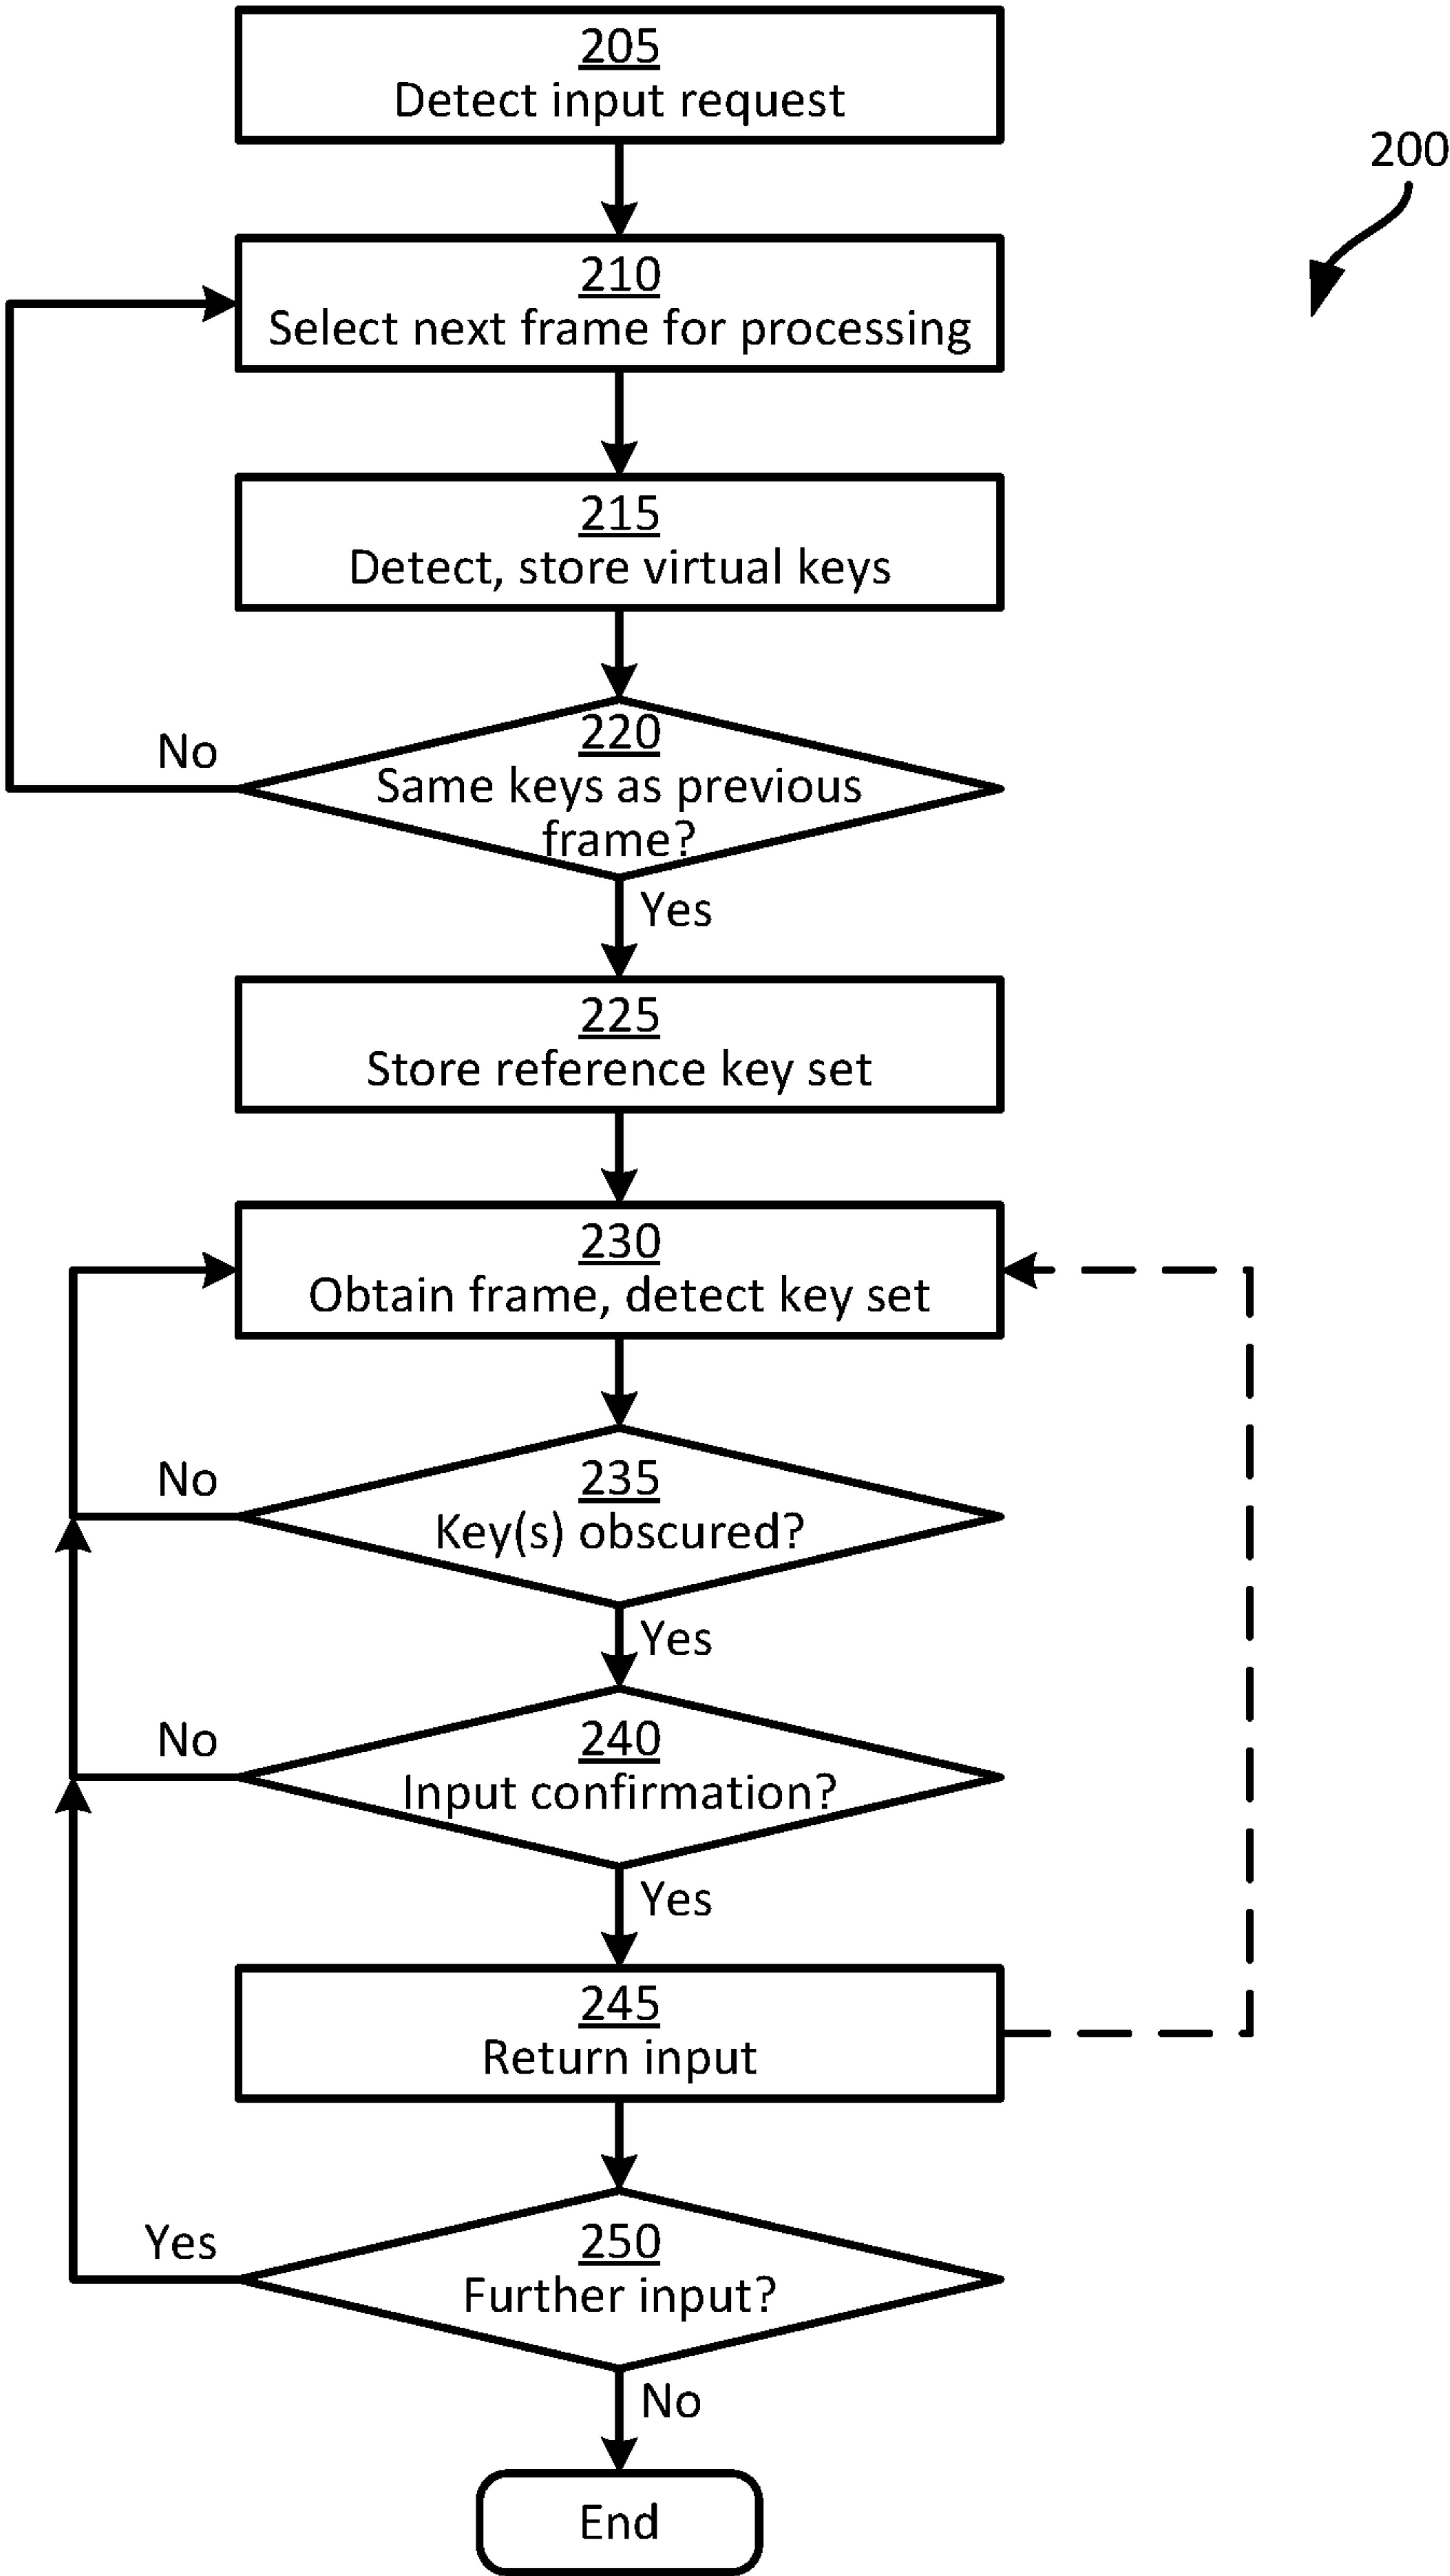 205
Detect input request
200
210
Select next frame for processing
215
Detect, store virtual keys
220
No
Same keys as previous
frame?
Yes
225
Store reference key set
230
Obtain frame, detect key set
235
No
Key(s) obscured?
Yes
240
No
Input confirmation?
Yes
245
Return input
250
Yes
Further input?
No
End